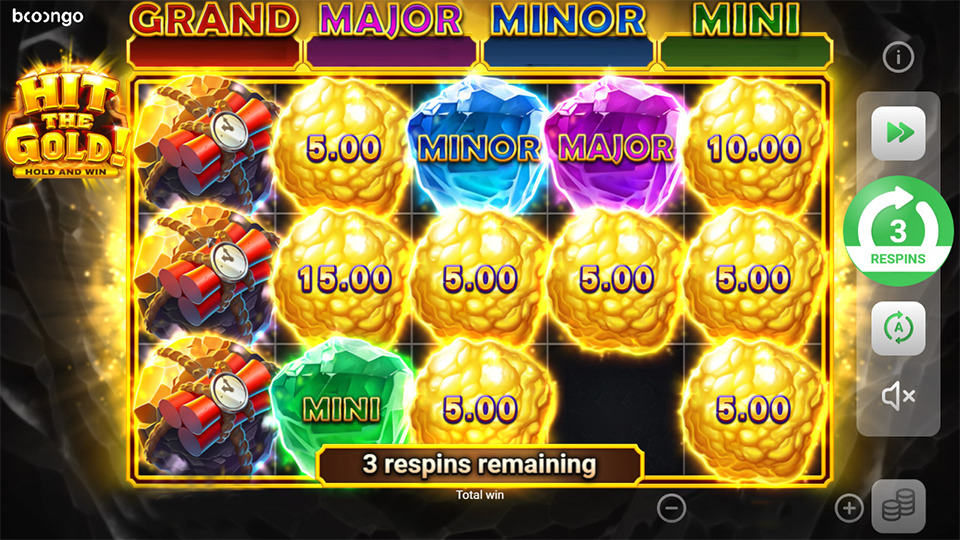 booongo
GRAND MAJOR MINOR MINI
HIT
THE
GOLD!
HOLD AND WIN
5.00 MINOR MAJOR 10.00
15.00 5.00 5.00 5.00
MINI 5.00 5.00
3 respins remaining
Total win
i
3
RESPINS
A